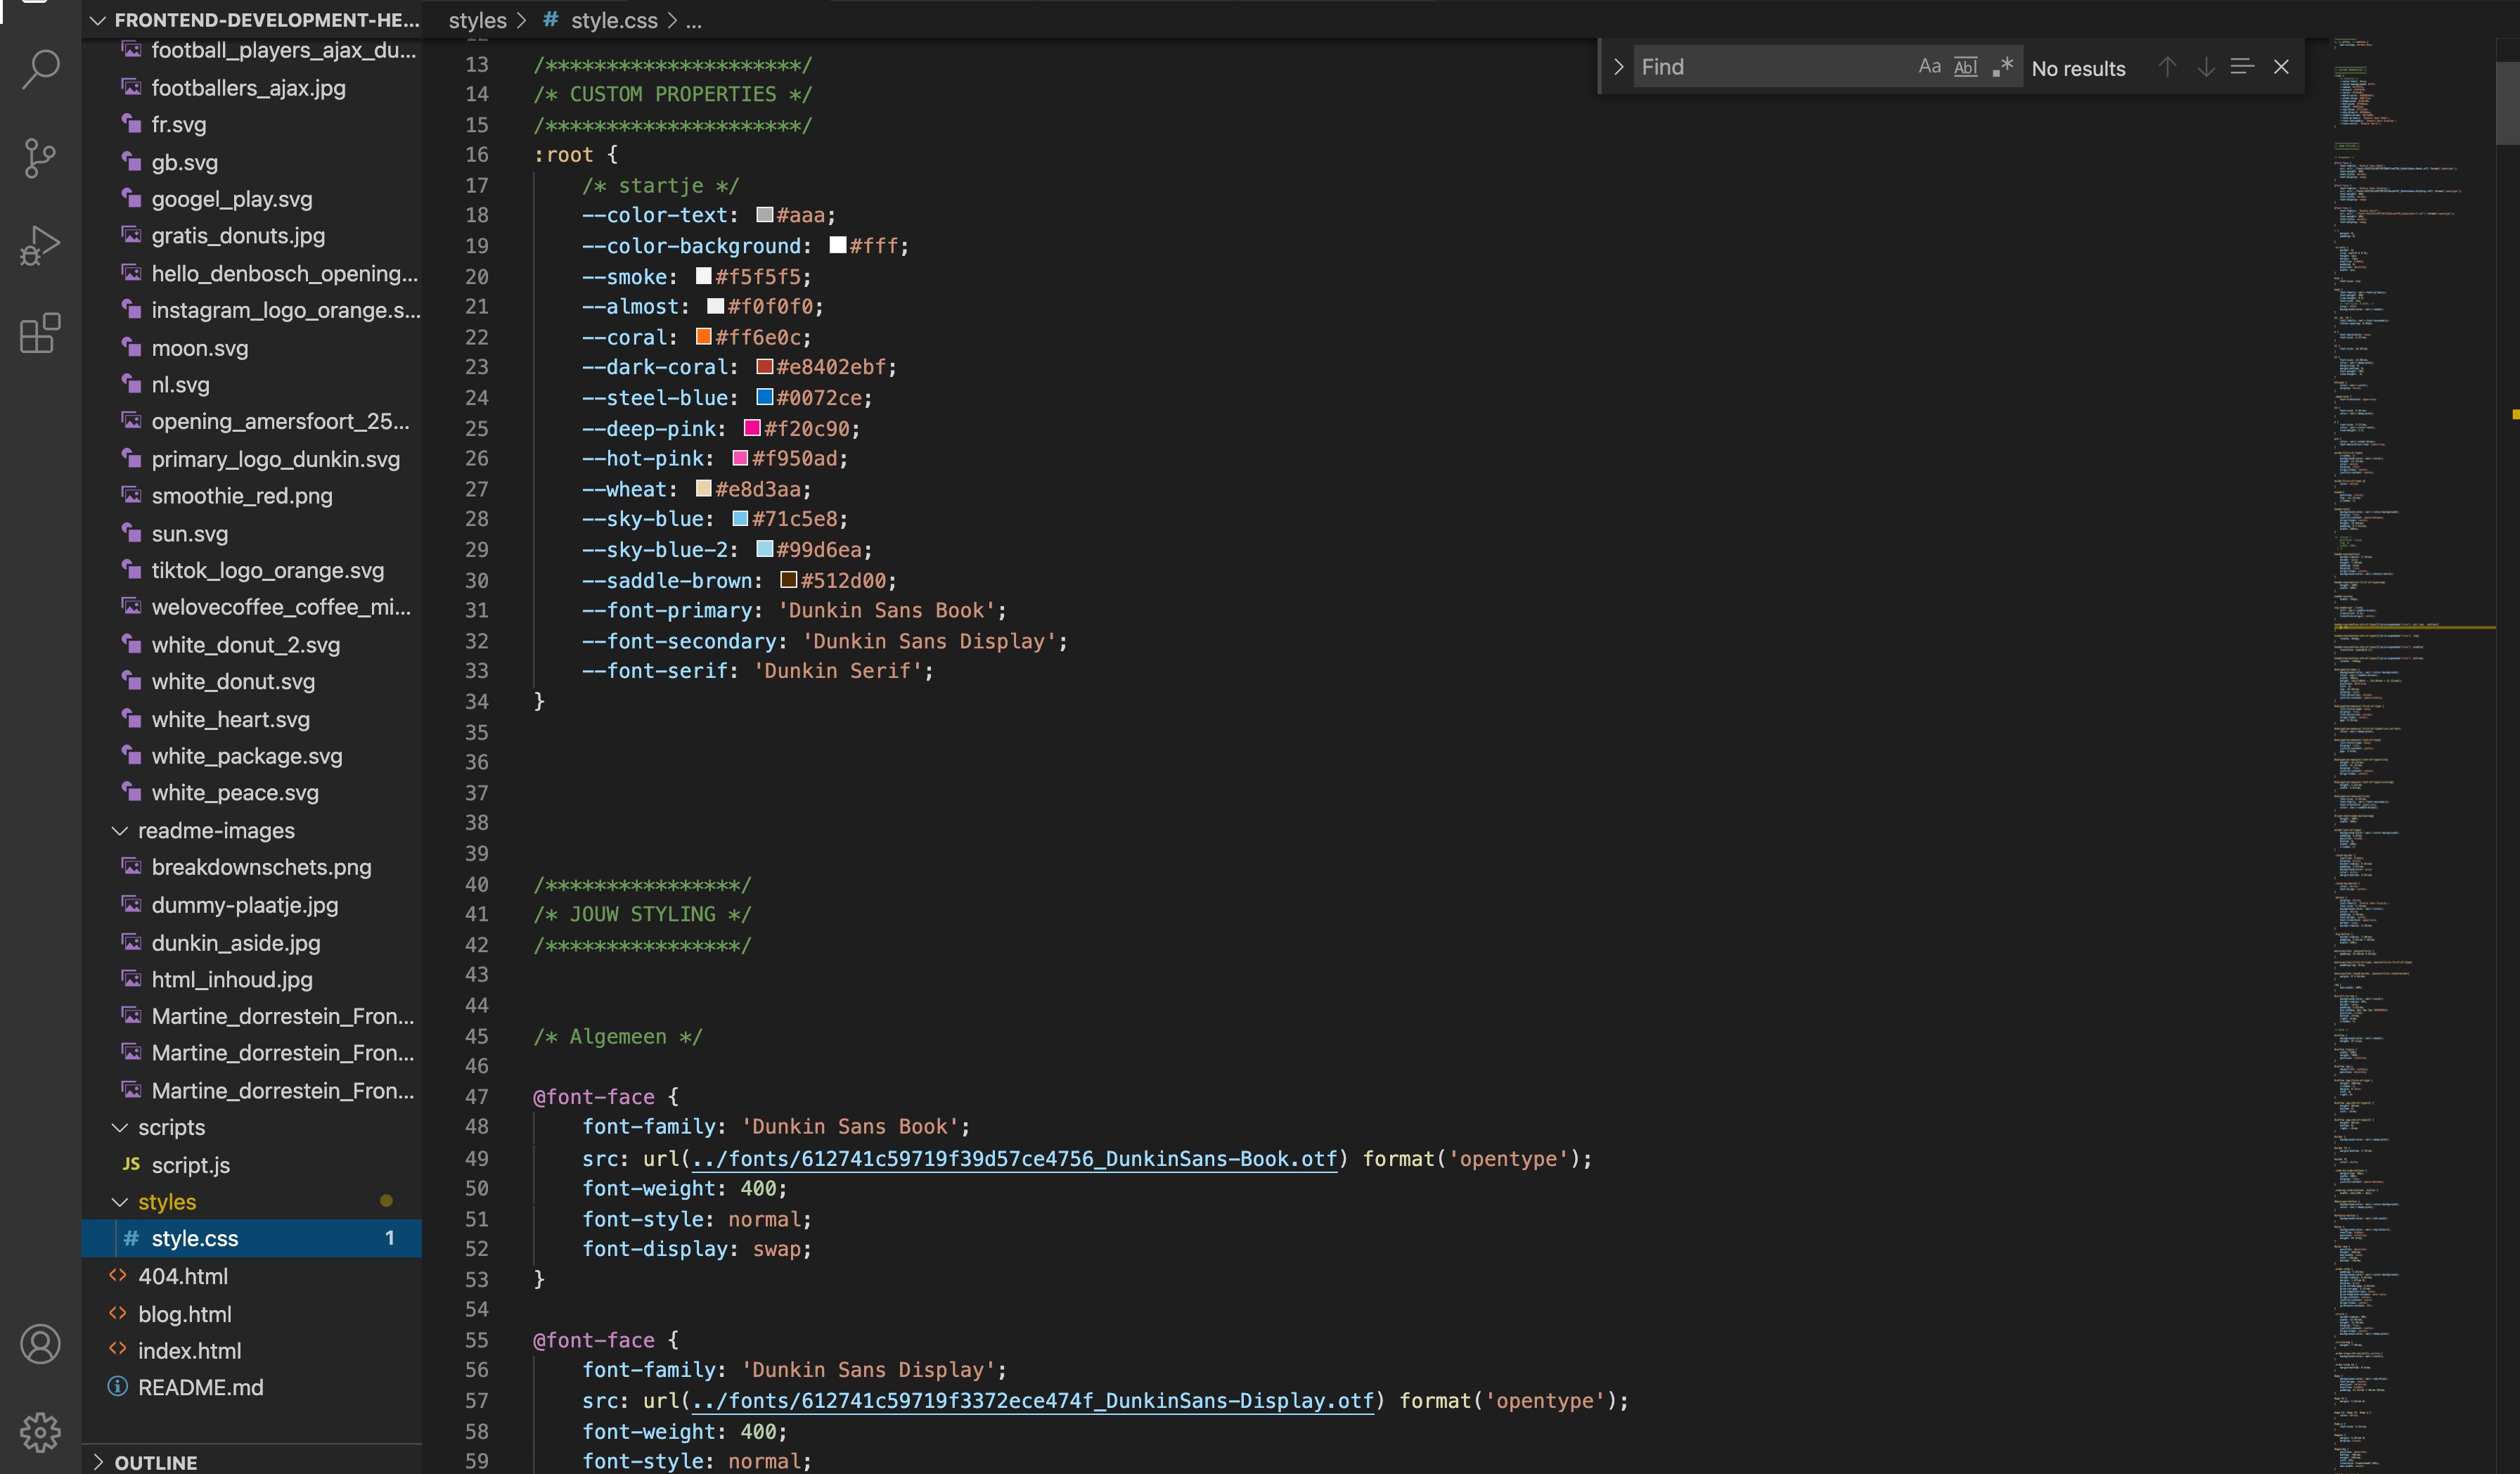 FRONTEND-DEVELOPMENT-HE...
football_players_ajax_du...
footballers_ajax.jpg
fr.svg
gb.svg
googel_play.svg
gratis_donuts.jpg
hello_denbosch_opening...
instagram_logo_orange.s...
moon.svg
nl.svg
opening_amersfoort_25...
primary_logo_dunkin.svg
smoothie_red.png
sun.svg
tiktok_logo_orange.svg
welovecoffee_coffee_mi...
white_donut_2.svg
white_donut.svg
white_heart.svg
white_package.svg
white_peace.svg
readme-images
breakdownschets.png
dummy-plaatje.jpg
dunkin_aside.jpg
html_inhoud.jpg
Martine_dorrestein_Fron...
Martine_dorrestein_Fron...
Martine_dorrestein_Fron...
scripts
JS script.js
styles
# style.css 1
<> 404.html
<> blog.html
<> index.html
README.md
OUTLINE
styles > # style.css > ...
Find Aa Abl .* No results
13 /*********************/
14 /* CUSTOM PROPERTIES */
15 /*********************/
16 :root {
17 /* startje */
18 --color-text: #aaa;
19 --color-background: #fff;
20 --smoke: #f5f5f5;
21 --almost: #f0f0f0;
22 --coral: #ff6e0c;
23 --dark-coral: #e8402ebf;
24 --steel-blue: #0072ce;
25 --deep-pink: #f20c90;
26 --hot-pink: #f950ad;
27 --wheat: #e8d3aa;
28 --sky-blue: #71c5e8;
29 --sky-blue-2: #99d6ea;
30 --saddle-brown: #512d00;
31 --font-primary: 'Dunkin Sans Book';
32 --font-secondary: 'Dunkin Sans Display';
33 --font-serif: 'Dunkin Serif';
34 }
35
36
37
38
39
40 /****************/
41 /* JOUW STYLING */
42 /****************/
43
44
45 /* Algemeen */
46
47 @font-face {
48 font-family: 'Dunkin Sans Book';
49 src: url(../fonts/612741c59719f39d57ce4756_DunkinSans-Book.otf) format('opentype');
50 font-weight: 400;
51 font-style: normal;
52 font-display: swap;
53 }
54
55 @font-face {
56 font-family: 'Dunkin Sans Display';
57 src: url(../fonts/612741c59719f3372ece474f_DunkinSans-Display.otf) format('opentype');
58 font-weight: 400;
59 font-style: normal;